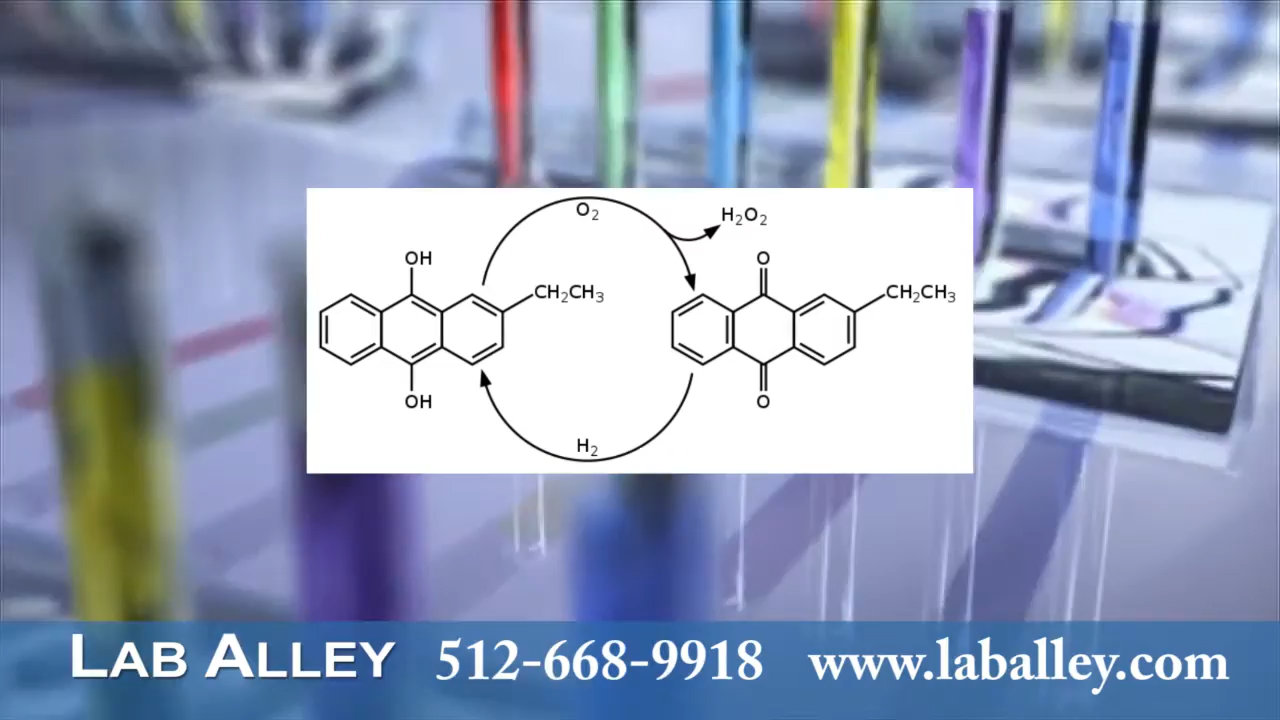 O₂
H₂O₂
OH
O
CH₂CH₃
CH₂CH₃
OH
O
H₂
LAB ALLEY 512-668-9918 www.laballey.com